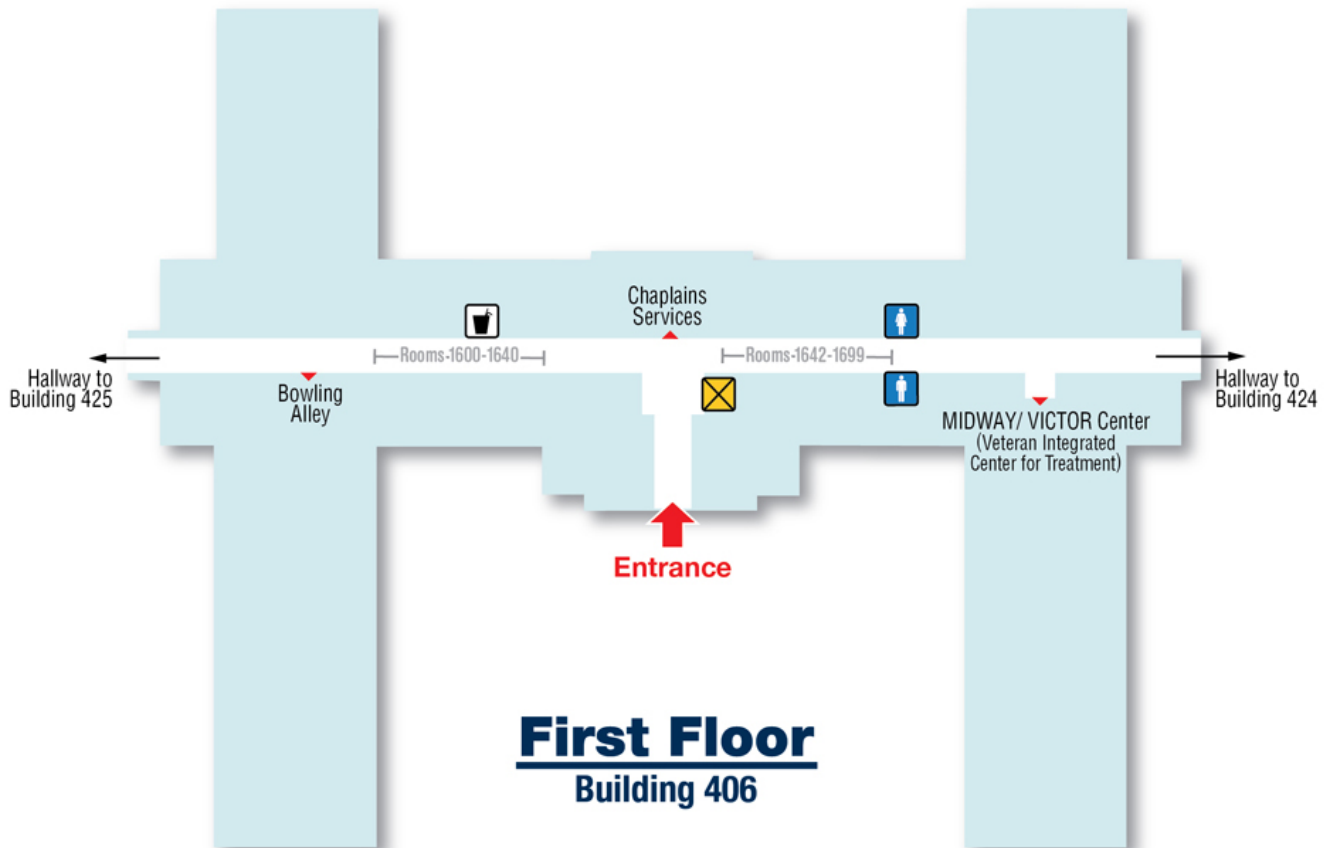 Chaplains
Services
Rooms-1600-1640
Rooms-1642-1699
Hallway to
Building 425
Bowling
Alley
Hallway to
Building 424
MIDWAY/ VICTOR Center
(Veteran Integrated
Center for Treatment)
Entrance
First Floor
Building 406